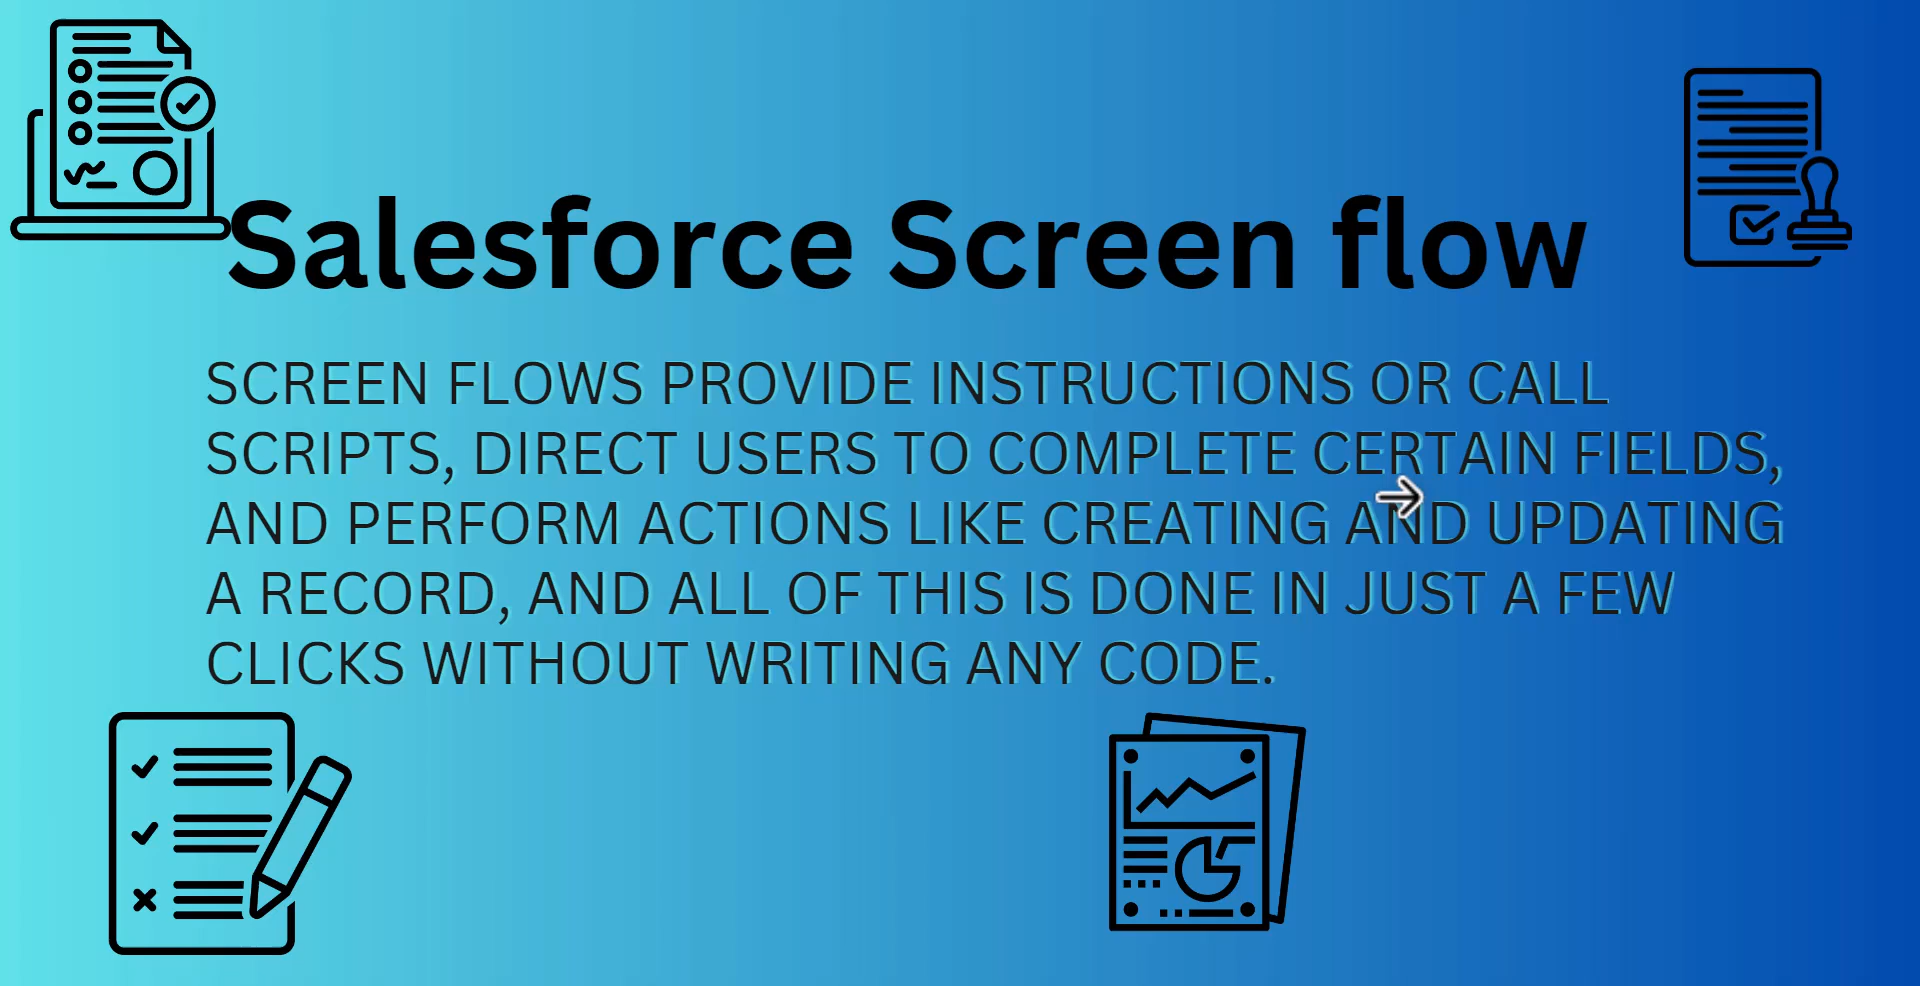 Salesforce Screen flow
SCREEN FLOWS PROVIDE INSTRUCTIONS OR CALL
SCRIPTS, DIRECT USERS TO COMPLETE CERTAIN FIELDS,
AND PERFORM ACTIONS LIKE CREATING AND UPDATING
A RECORD, AND ALL OF THIS IS DONE IN JUST A FEW
CLICKS WITHOUT WRITING ANY CODE.